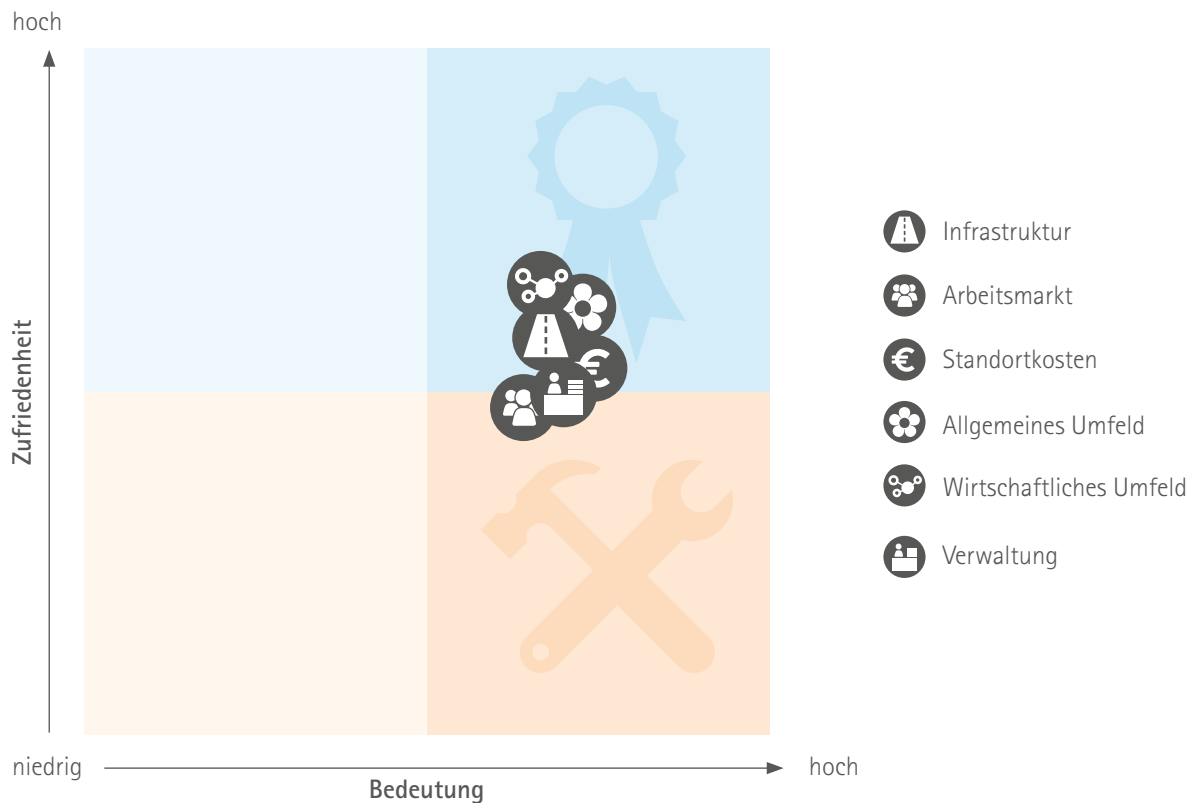 hoch
Zufriedenheit
Infrastruktur
Arbeitsmarkt
€
Standortkosten
€
Allgemeines Umfeld
Wirtschaftliches Umfeld
Verwaltung
niedrig
hoch
Bedeutung